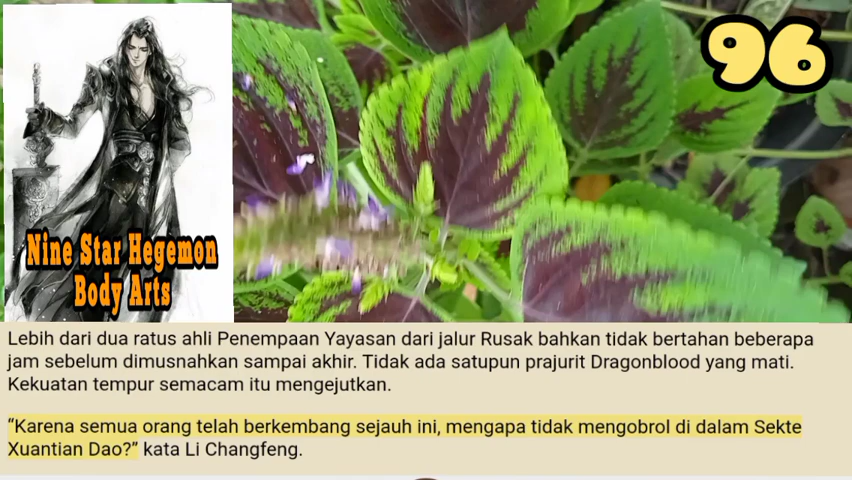 96
Nine Star Hegemon
Body Arts
Lebih dari dua ratus ahli Penempaan Yayasan dari jalur Rusak bahkan tidak bertahan beberapa
jam sebelum dimusnahkan sampai akhir. Tidak ada satupun prajurit Dragonblood yang mati.
Kekuatan tempur semacam itu mengejutkan.
“Karena semua orang telah berkembang sejauh ini, mengapa tidak mengobrol di dalam Sekte
Xuantian Dao?” kata Li Changfeng.